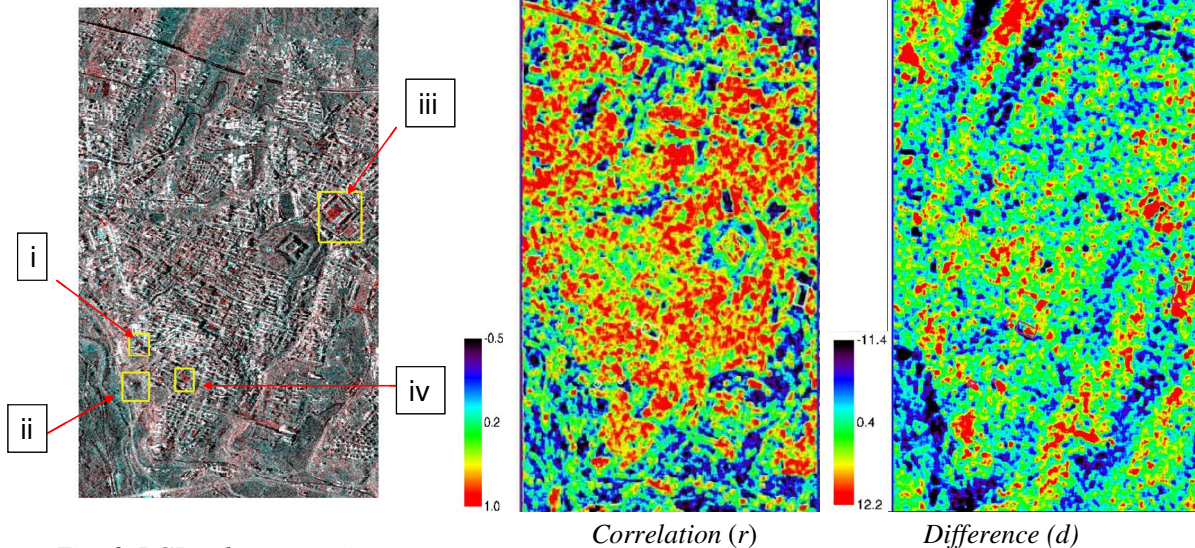 iii
i
ii
iv
-0.5
0.2
1.0
-11.4
0.4
12.2
Correlation (r)
Difference (d)